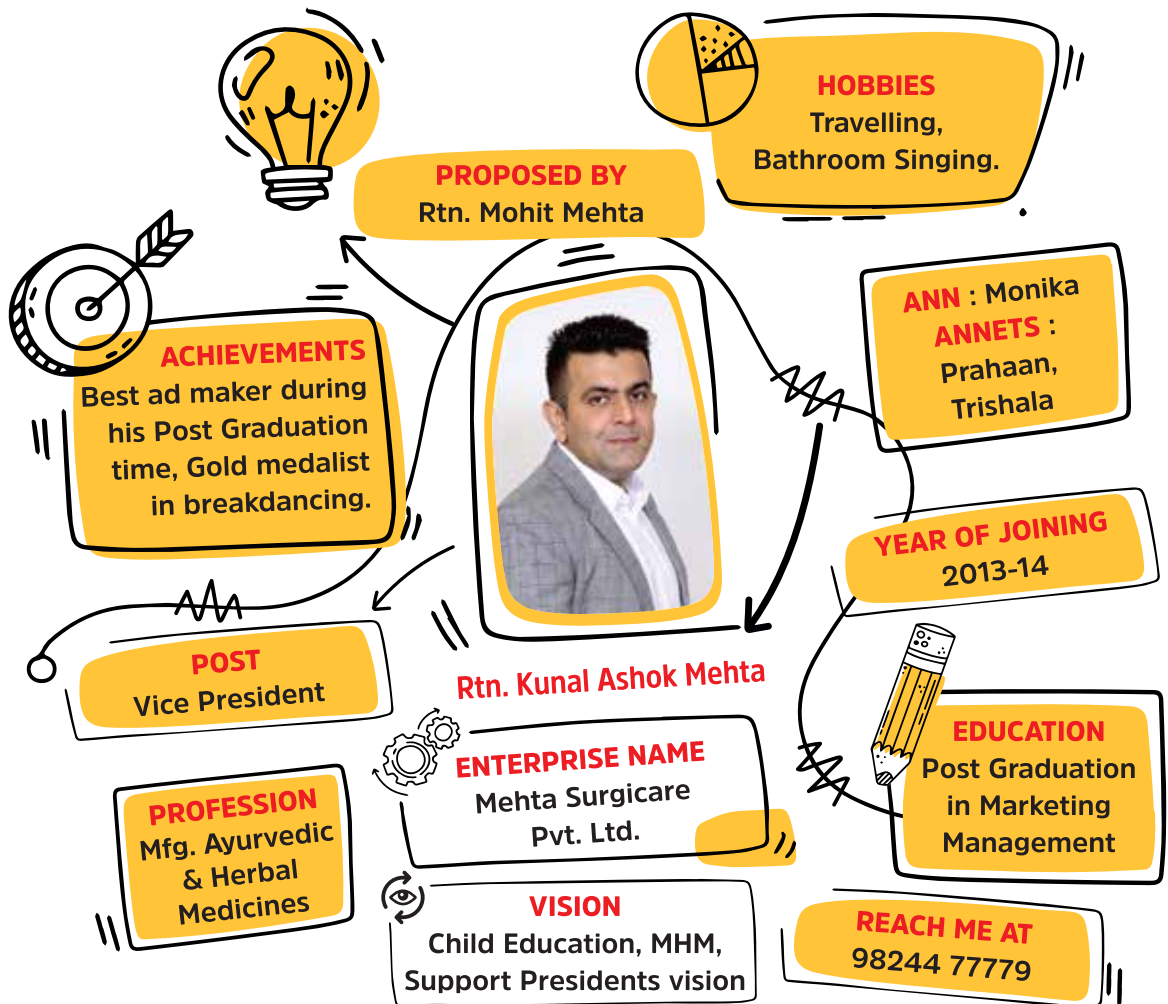 HOBBIES
Travelling,
Bathroom Singing.
PROPOSED BY
Rtn. Mohit Mehta
ANN : Monika
ANNETS :
Prahaan,
Trishala
ACHIEVEMENTS
Best ad maker during
his Post Graduation
time, Gold medalist
in breakdancing.
YEAR OF JOINING
2013-14
POST
Vice President
Rtn. Kunal Ashok Mehta
ENTERPRISE NAME
Mehta Surgicare
Pvt. Ltd.
EDUCATION
Post Graduation
in Marketing
Management
PROFESSION
Mfg. Ayurvedic
& Herbal
Medicines
VISION
Child Education, MHM,
Support Presidents vision
REACH ME AT
98244 77779